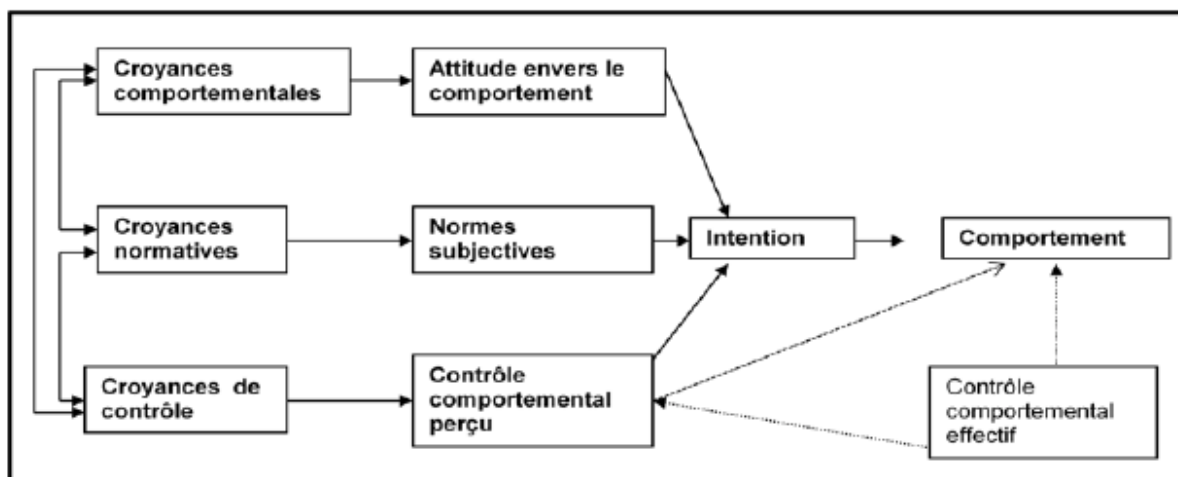 Croyances
comportementales
Attitude envers le
comportement
Croyances
normatives
Normes
subjectives
Intention
Comportement
Croyances de
contrôle
Contrôle
comportemental
perçu
Contrôle
comportemental
effectif